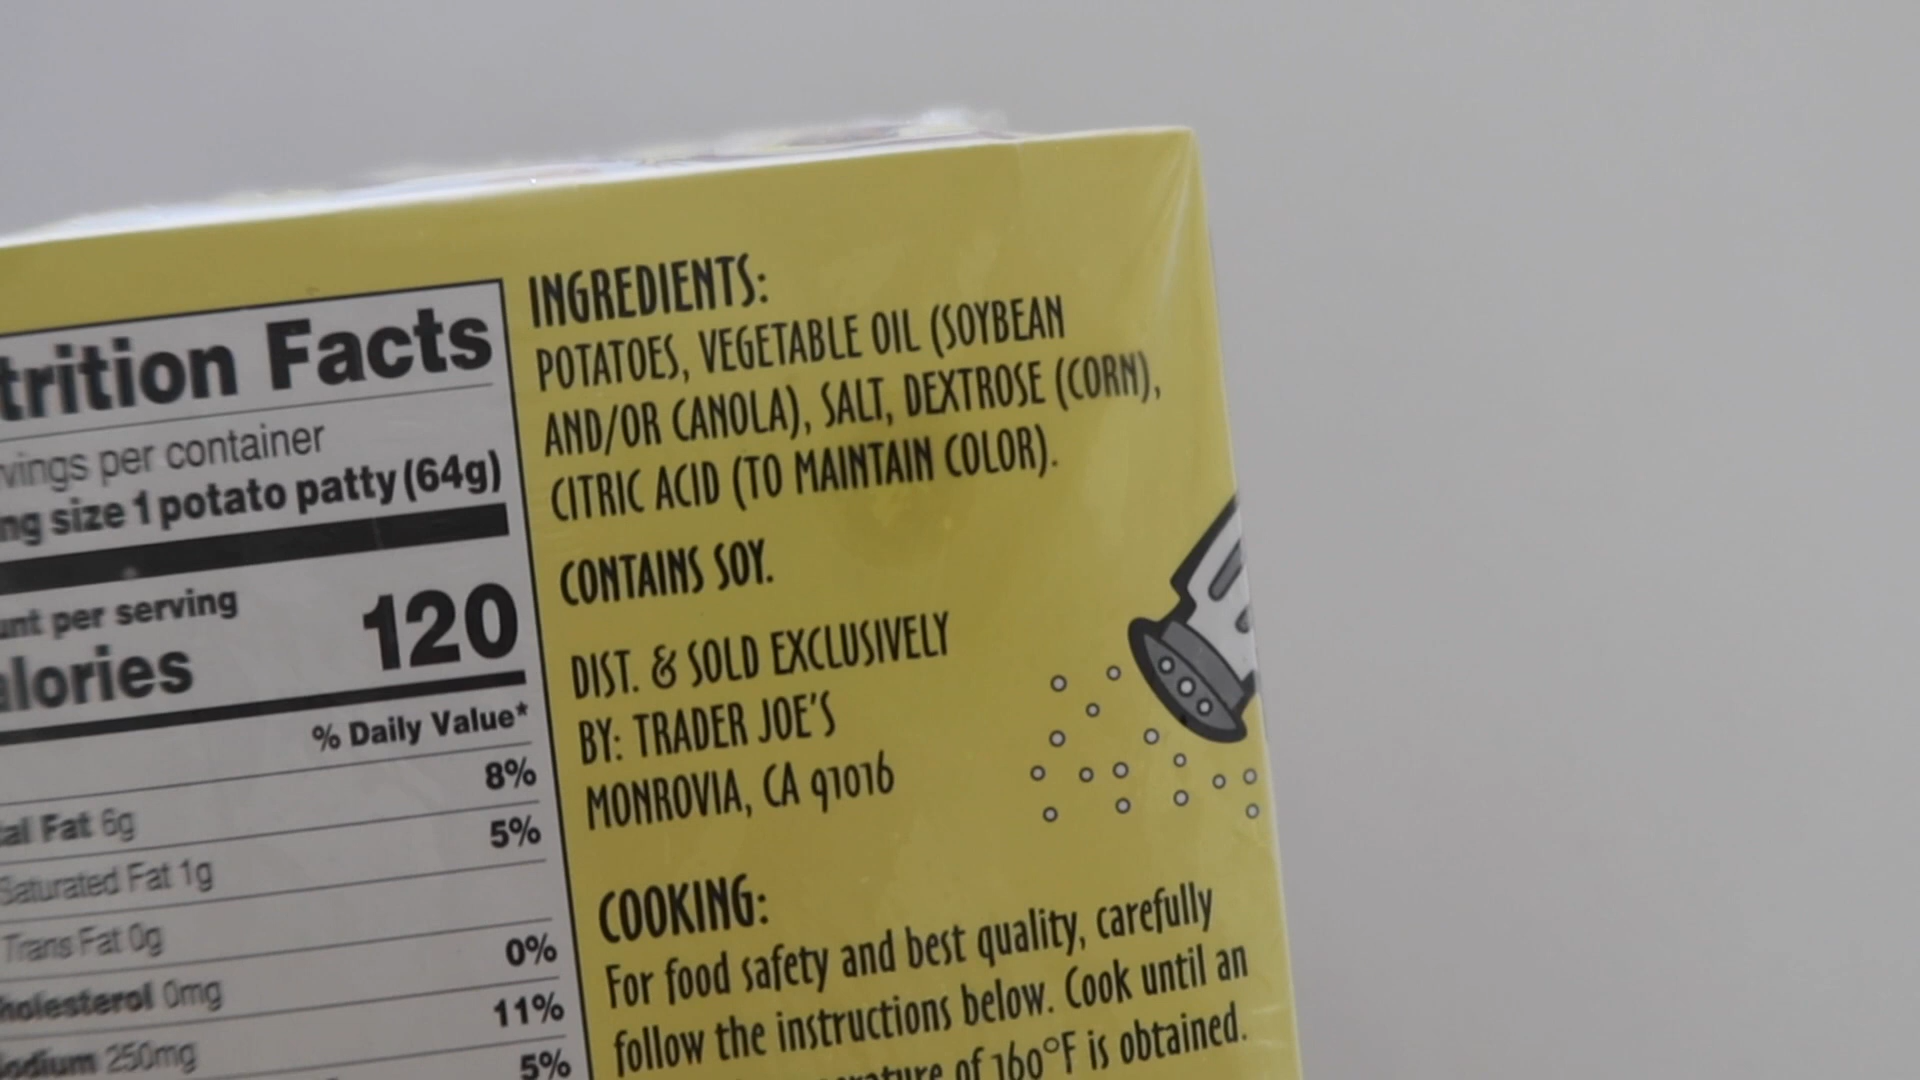 trition Facts
vings per container
ng size 1 potato patty (64g)
unt per serving
alories 120
% Daily Value*
8%
al Fat 6g
5%
Saturated Fat 1g
Trans Fat 0g
0%
holesterol 0mg
11%
odium 250mg
5%
INGREDIENTS:
POTATOES, VEGETABLE OIL (SOYBEAN
AND/OR CANOLA), SALT, DEXTROSE (CORN),
CITRIC ACID (TO MAINTAIN COLOR).
CONTAINS SOY.
DIST. & SOLD EXCLUSIVELY
BY: TRADER JOE'S
MONROVIA, CA 91016
COOKING:
For food safety and best quality, carefully
follow the instructions below. Cook until an
rature of 160°F is obtained.